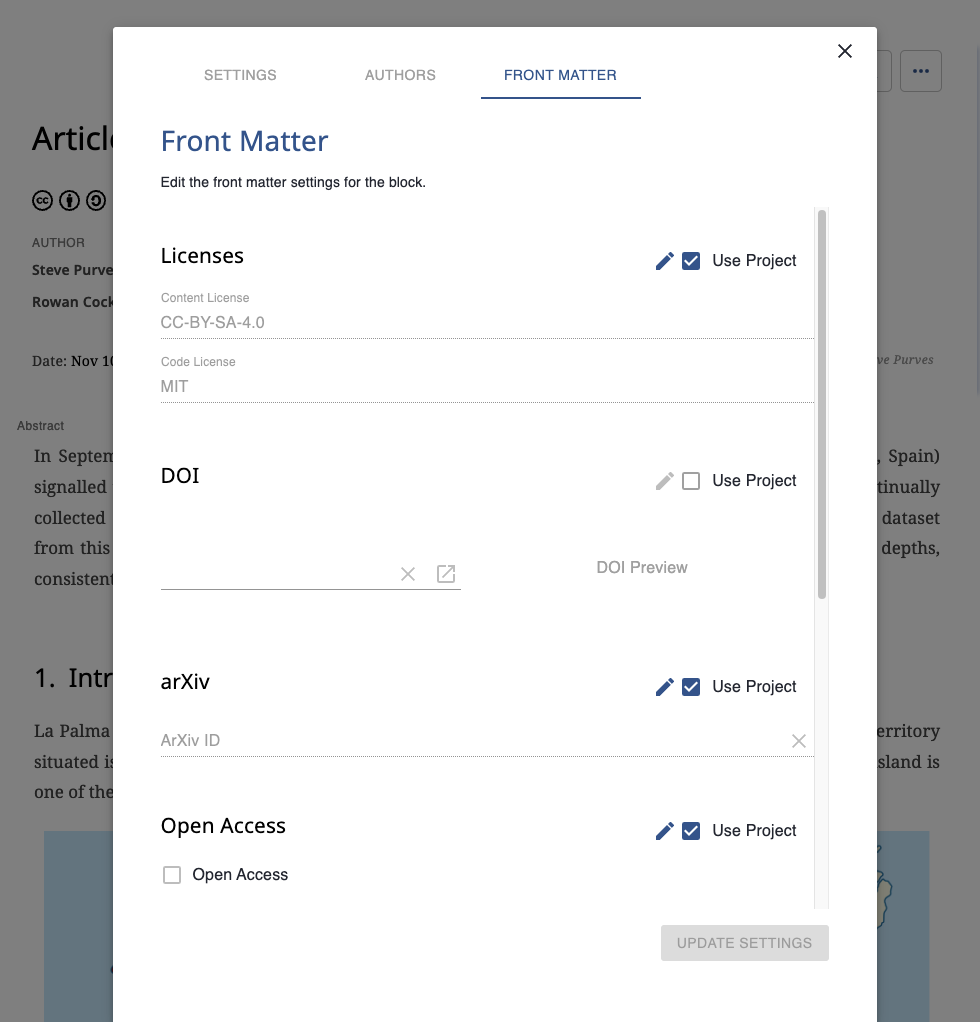 SETTINGS AUTHORS FRONT MATTER
Article
Front Matter
Edit the front matter settings for the block.
AUTHOR
Steve Purve
Rowan Cock
Date: Nov 10
ve Purves
Licenses
Use Project
Content License
CC-BY-SA-4.0
Code License
MIT
Abstract
In Septem , Spain)
signalled tinually
collected dataset
from this depths,
consistent
DOI
Use Project
DOI Preview
1. Intr
La Palma erritory
situated is sland is
one of the
arXiv
Use Project
ArXiv ID
Open Access
Use Project
Open Access
UPDATE SETTINGS